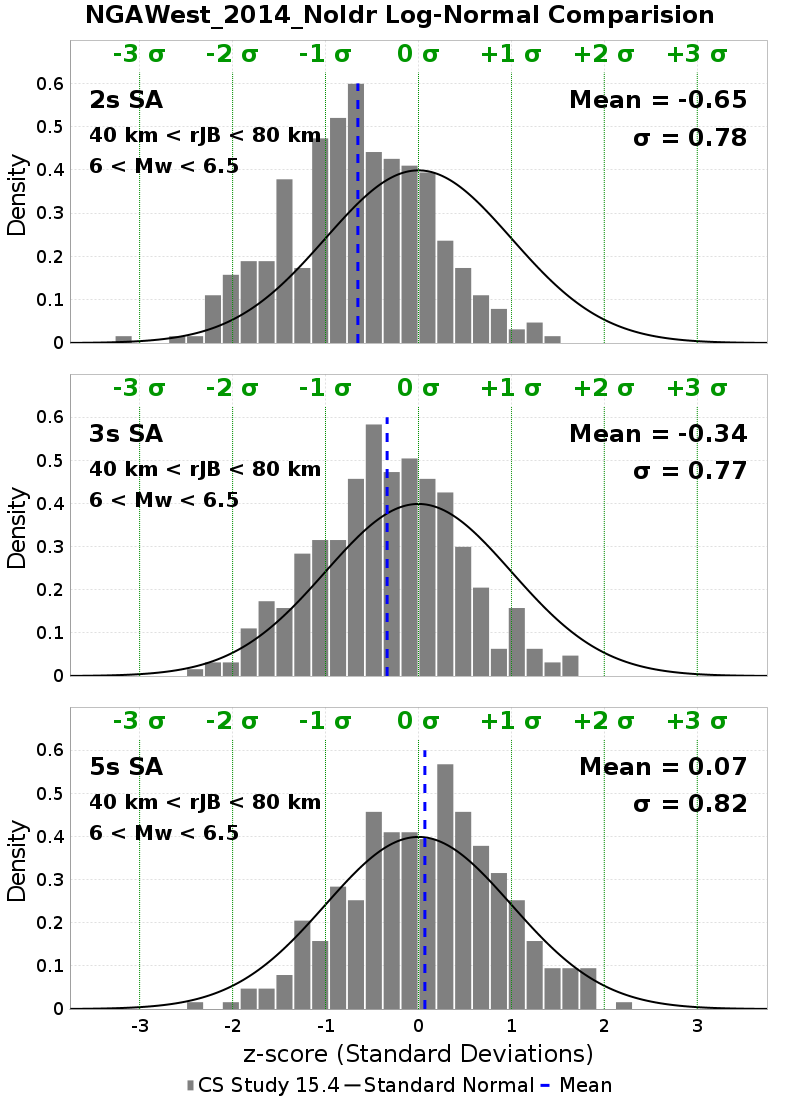 NGAWest_2014_NoIdr Log-Normal Comparision
-3 σ -2 σ -1 σ 0 σ +1 σ +2 σ +3 σ
2s SA
Mean = -0.65
40 km < rJB < 80 km
σ = 0.78
6 < Mw < 6.5
0.6
0.5
0.4
0.3
0.2
0.1
0
Density
-3 σ -2 σ -1 σ 0 σ +1 σ +2 σ +3 σ
3s SA
Mean = -0.34
40 km < rJB < 80 km
σ = 0.77
6 < Mw < 6.5
0.6
0.5
0.4
0.3
0.2
0.1
0
Density
-3 σ -2 σ -1 σ 0 σ +1 σ +2 σ +3 σ
5s SA
Mean = 0.07
40 km < rJB < 80 km
σ = 0.82
6 < Mw < 6.5
0.6
0.5
0.4
0.3
0.2
0.1
0
Density
-3 -2 -1 0 1 2 3
z-score (Standard Deviations)
CS Study 15.4 Standard Normal Mean